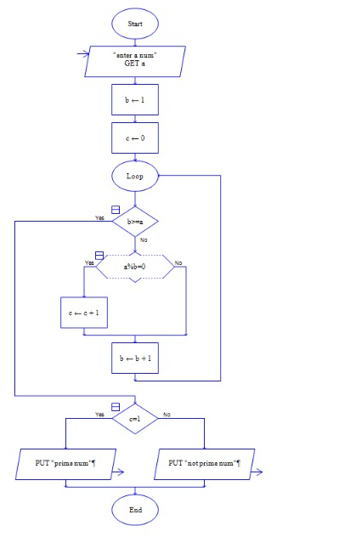 Start
"enter a num"
GET a
b ← 1
c ← 0
Loop
Yes
b>=a
No
Yes
a%b=0
No
c ← c + 1
b ← b + 1
Yes
c=1
No
PUT "prime num"¶
PUT "not prime num"¶
End